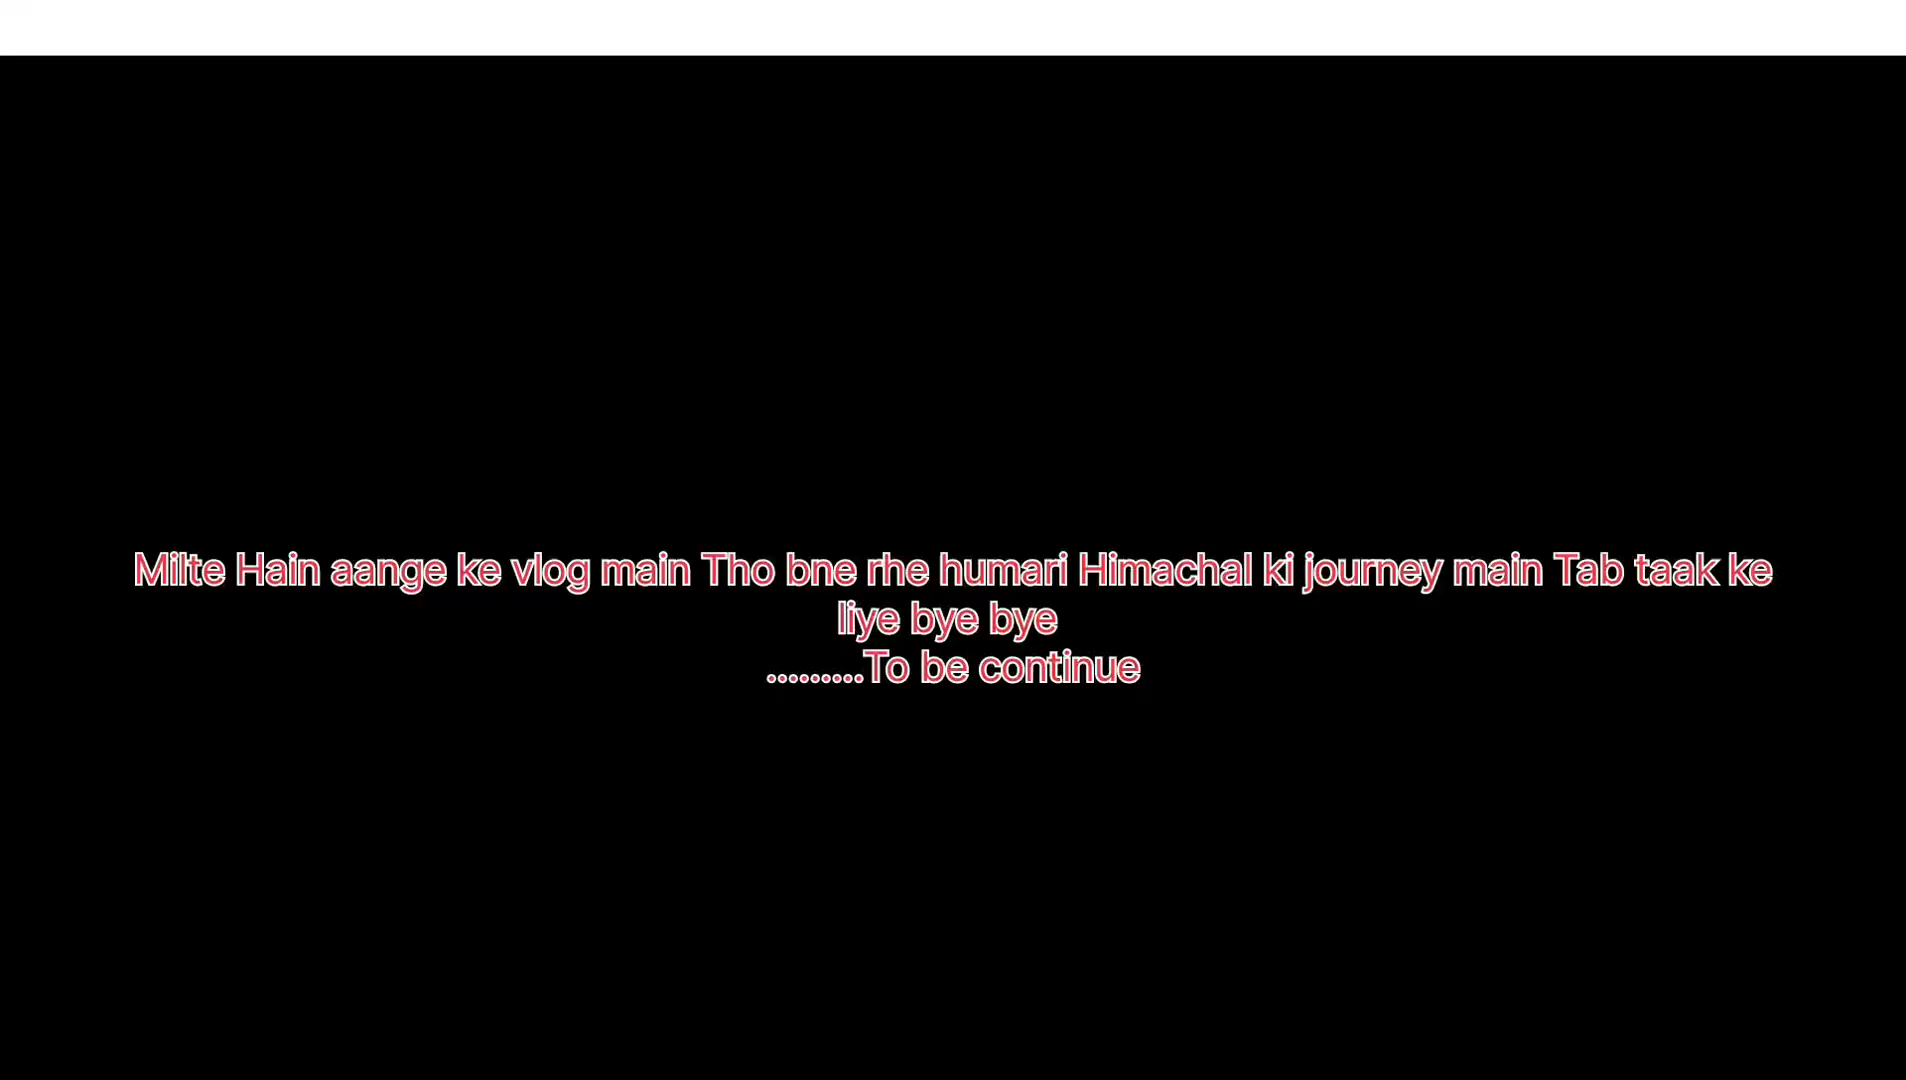 Milte Hain aange ke vlog main Tho bne rhe humari Himachal ki journey main Tab taak ke
liye bye bye
.........To be continue